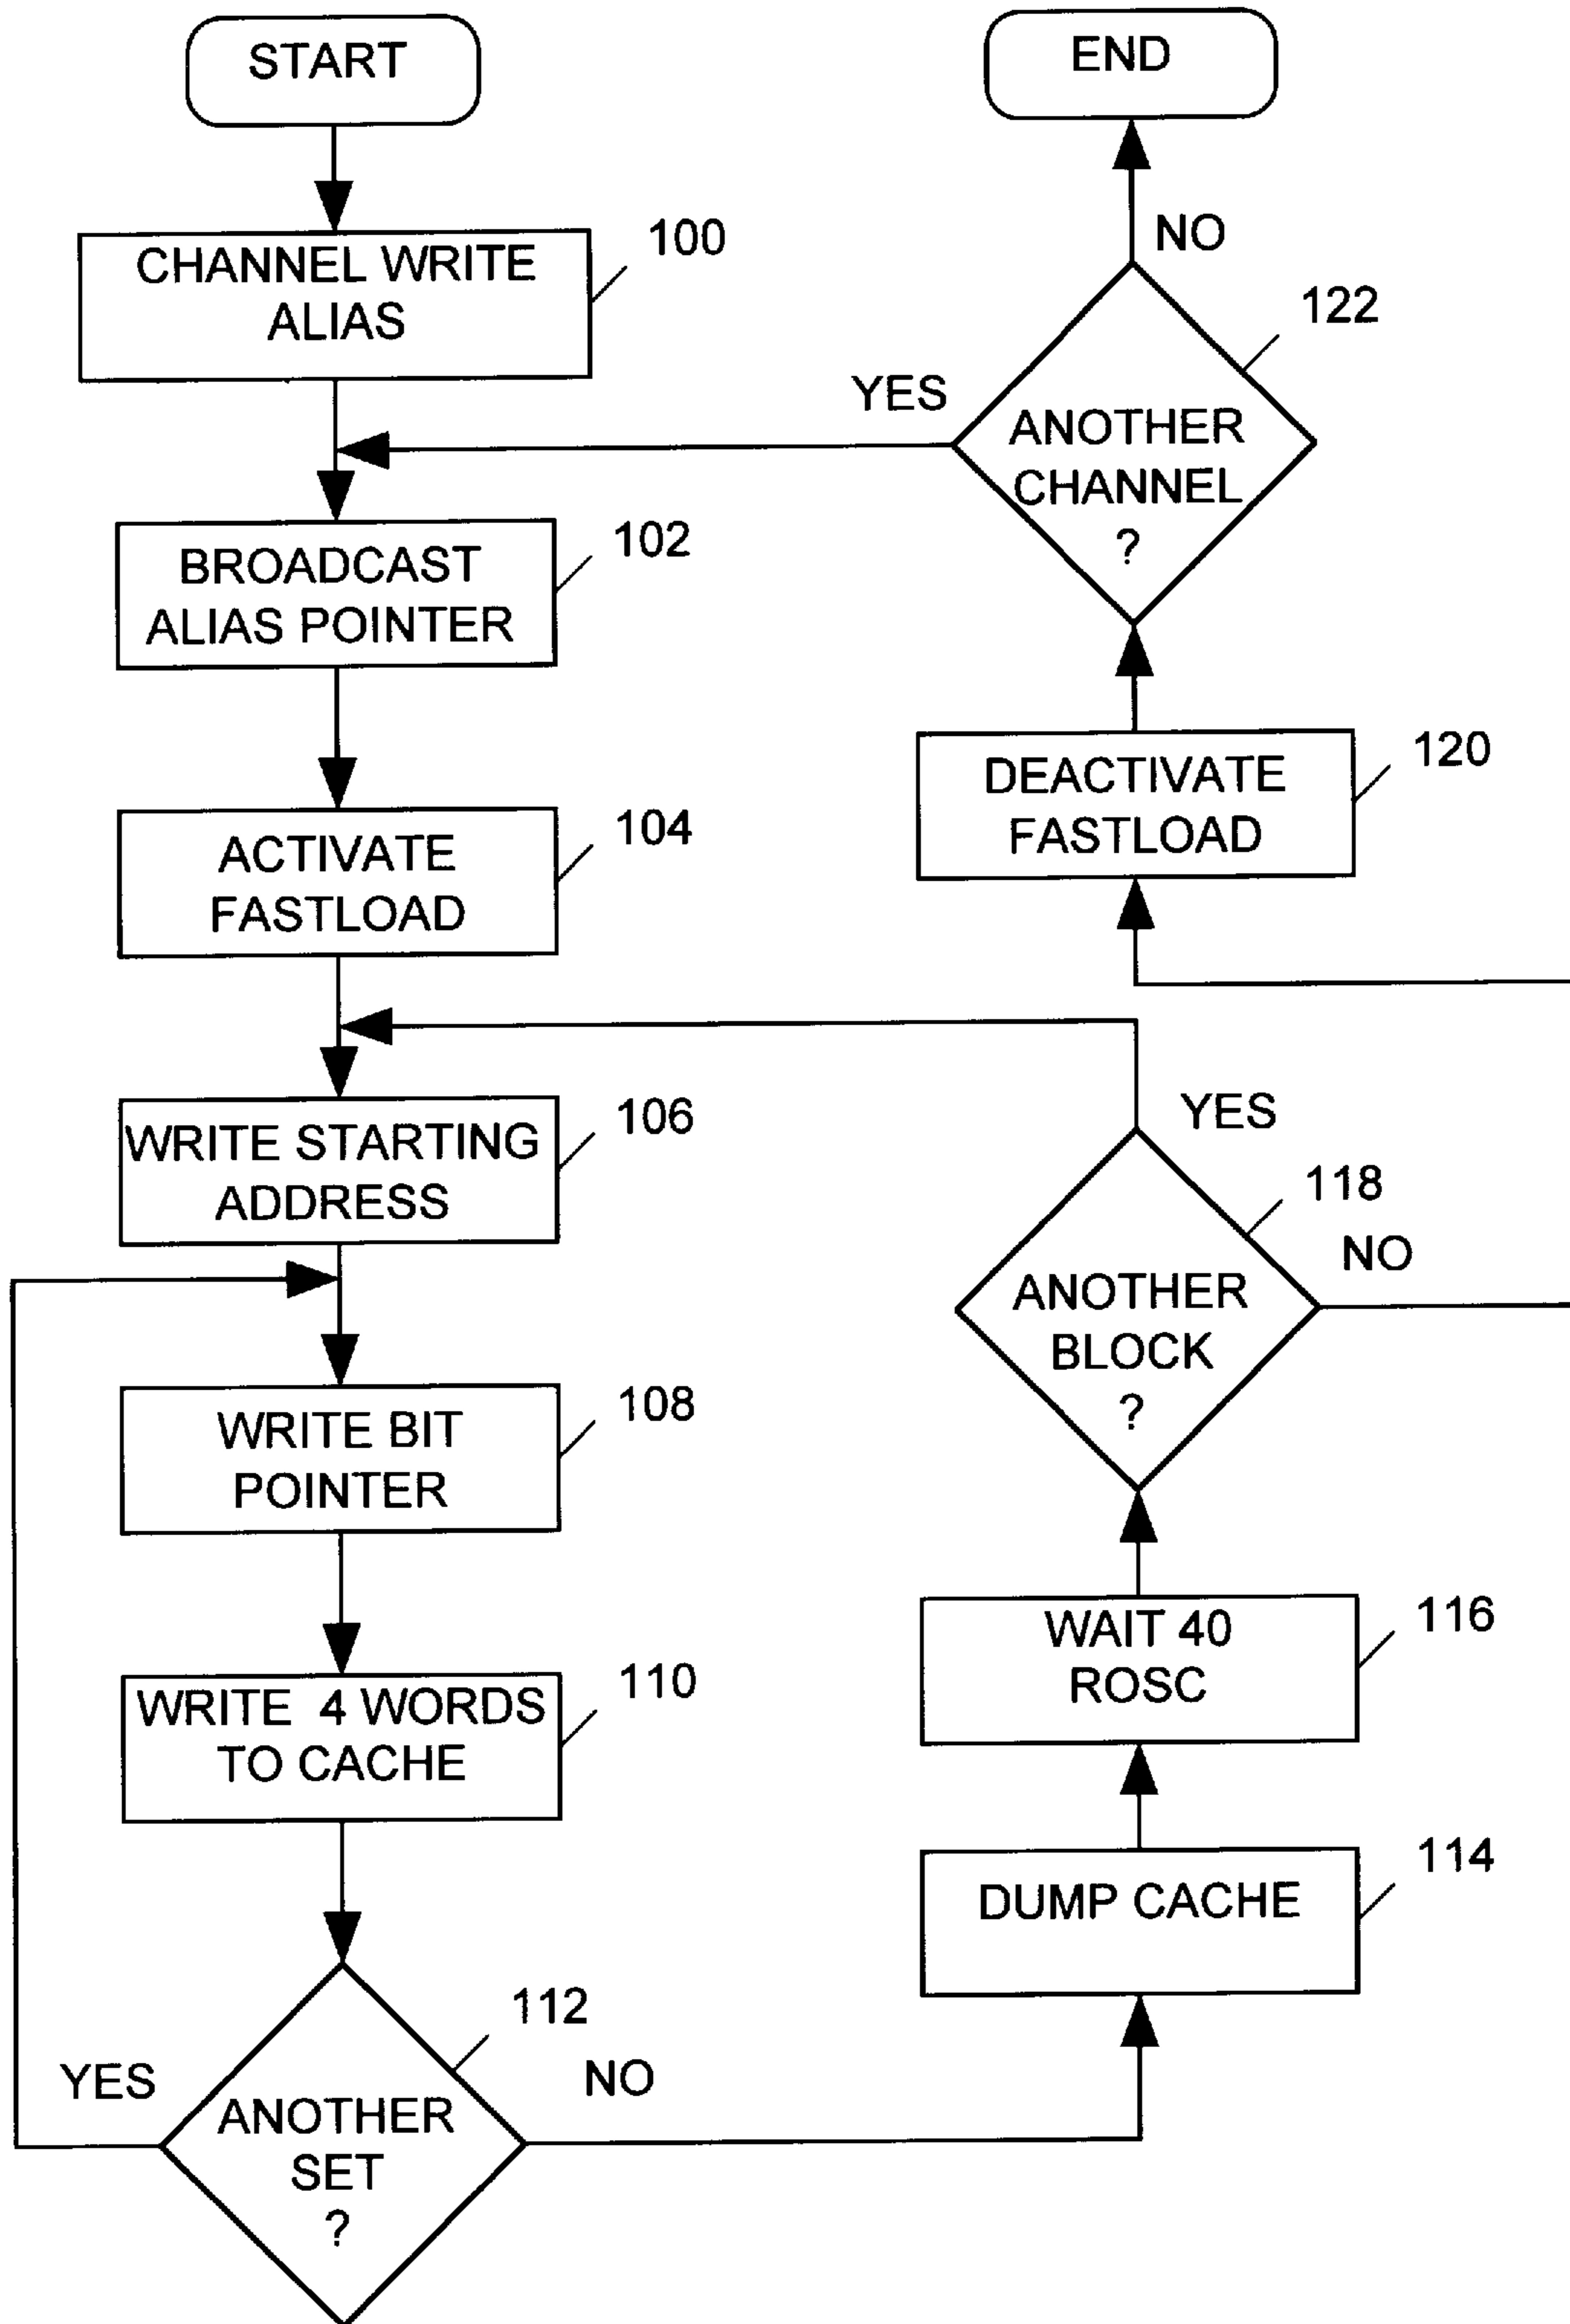 START
CHANNEL WRITE
ALIAS
100
BROADCAST
ALIAS POINTER
102
ACTIVATE
FASTLOAD
104
WRITE STARTING
ADDRESS
106
WRITE BIT
POINTER
108
WRITE 4 WORDS
TO CACHE
110
ANOTHER
SET
?
112
YES
NO
DUMP CACHE
114
WAIT 40
ROSC
116
ANOTHER
BLOCK
?
118
YES
NO
DEACTIVATE
FASTLOAD
120
ANOTHER
CHANNEL
?
122
YES
NO
END